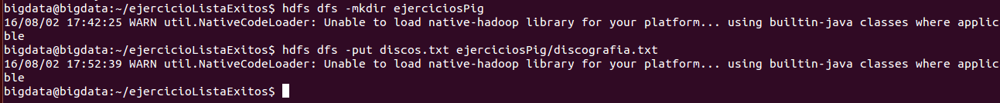 bigdata@bigdata:~/ejercicioListaExitos$ hdfs dfs -mkdir ejerciciosPig
16/08/02 17:42:25 WARN util.NativeCodeLoader: Unable to load native-hadoop library for your platform... using builtin-java classes where applica
ble
bigdata@bigdata:~/ejercicioListaExitos$ hdfs dfs -put discos.txt ejerciciosPig/discografia.txt
16/08/02 17:52:39 WARN util.NativeCodeLoader: Unable to load native-hadoop library for your platform... using builtin-java classes where applica
ble
bigdata@bigdata:~/ejercicioListaExitos$